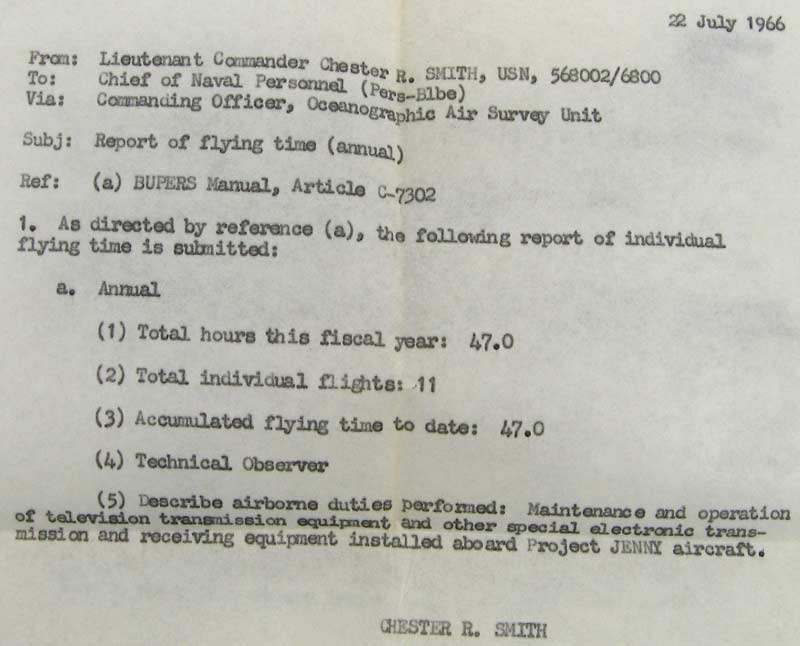 22 July 1966
From: Lieutenant Commander Chester R. SMITH, USN, 568002/6800
To: Chief of Naval Personnel (Pers-B1be)
Via: Commanding Officer, Oceanographic Air Survey Unit
Subj: Report of flying time (annual)
Ref: (a) BUPERS Manual, Article C-7302
1. As directed by reference (a), the following report of individual
flying time is submitted:
a. Annual
(1) Total hours this fiscal year: 47.0
(2) Total individual flights: 11
(3) Accumulated flying time to date: 47.0
(4) Technical Observer
(5) Describe airborne duties performed: Maintenance and operation
of television transmission equipment and other special electronic trans-
mission and receiving equipment installed aboard Project JENNY aircraft.
CHESTER R. SMITH